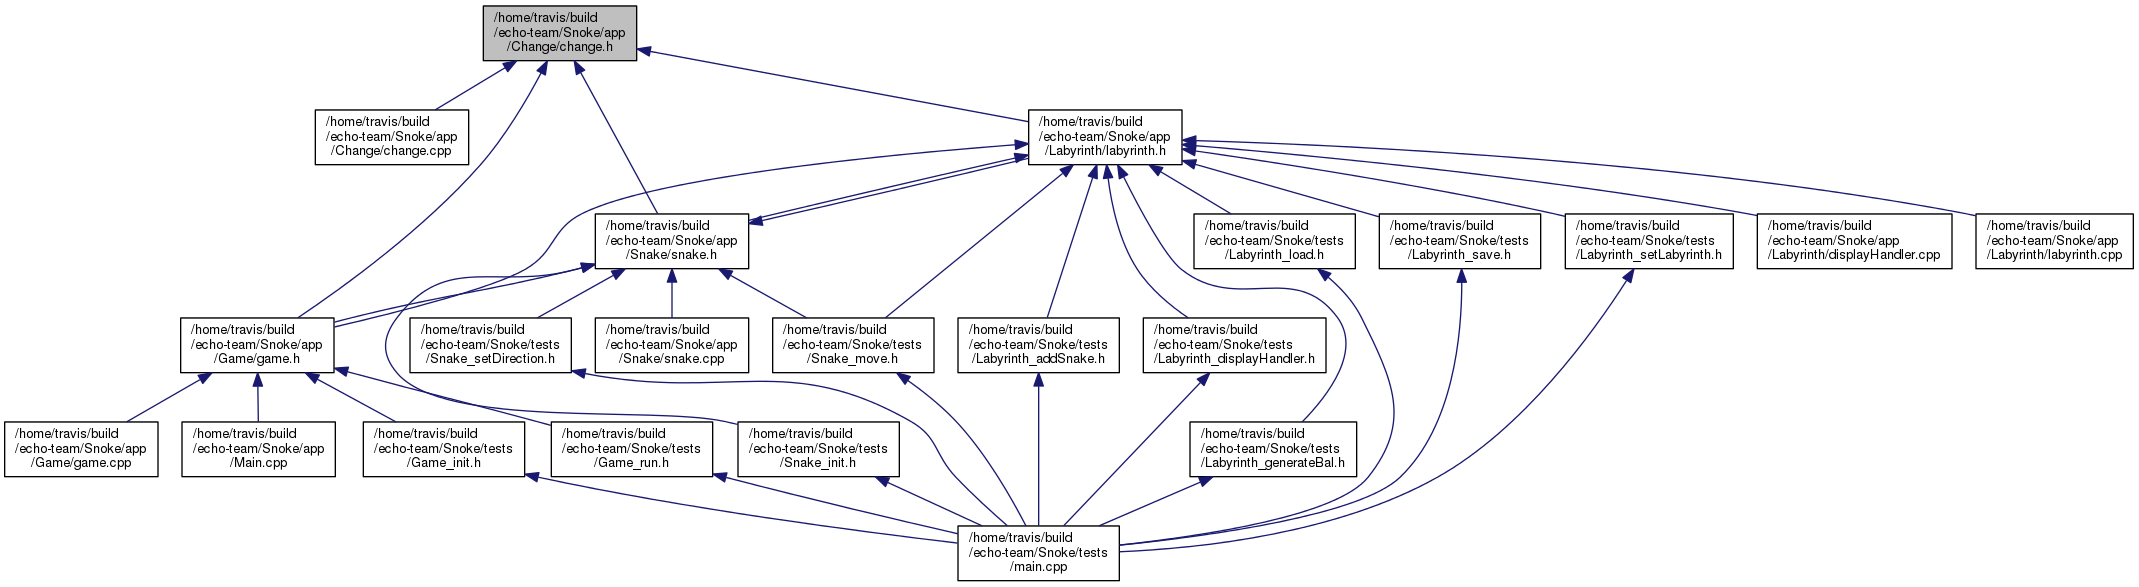 /home/travis/build
/echo-team/Snoke/app
/Change/change.h
/home/travis/build
/echo-team/Snoke/app
/Change/change.cpp
/home/travis/build
/echo-team/Snoke/app
/Labyrinth/labyrinth.h
/home/travis/build
/echo-team/Snoke/app
/Snake/snake.h
/home/travis/build
/echo-team/Snoke/tests
/Labyrinth_load.h
/home/travis/build
/echo-team/Snoke/tests
/Labyrinth_save.h
/home/travis/build
/echo-team/Snoke/tests
/Labyrinth_setLabyrinth.h
/home/travis/build
/echo-team/Snoke/app
/Labyrinth/displayHandler.cpp
/home/travis/build
/echo-team/Snoke/app
/Labyrinth/labyrinth.cpp
/home/travis/build
/echo-team/Snoke/app
/Game/game.h
/home/travis/build
/echo-team/Snoke/tests
/Snake_setDirection.h
/home/travis/build
/echo-team/Snoke/app
/Snake/snake.cpp
/home/travis/build
/echo-team/Snoke/tests
/Snake_move.h
/home/travis/build
/echo-team/Snoke/tests
/Labyrinth_addSnake.h
/home/travis/build
/echo-team/Snoke/tests
/Labyrinth_displayHandler.h
/home/travis/build
/echo-team/Snoke/app
/Game/game.cpp
/home/travis/build
/echo-team/Snoke/app
/Main.cpp
/home/travis/build
/echo-team/Snoke/tests
/Game_init.h
/home/travis/build
/echo-team/Snoke/tests
/Game_run.h
/home/travis/build
/echo-team/Snoke/tests
/Snake_init.h
/home/travis/build
/echo-team/Snoke/tests
/Labyrinth_generateBal.h
/home/travis/build
/echo-team/Snoke/tests
/main.cpp